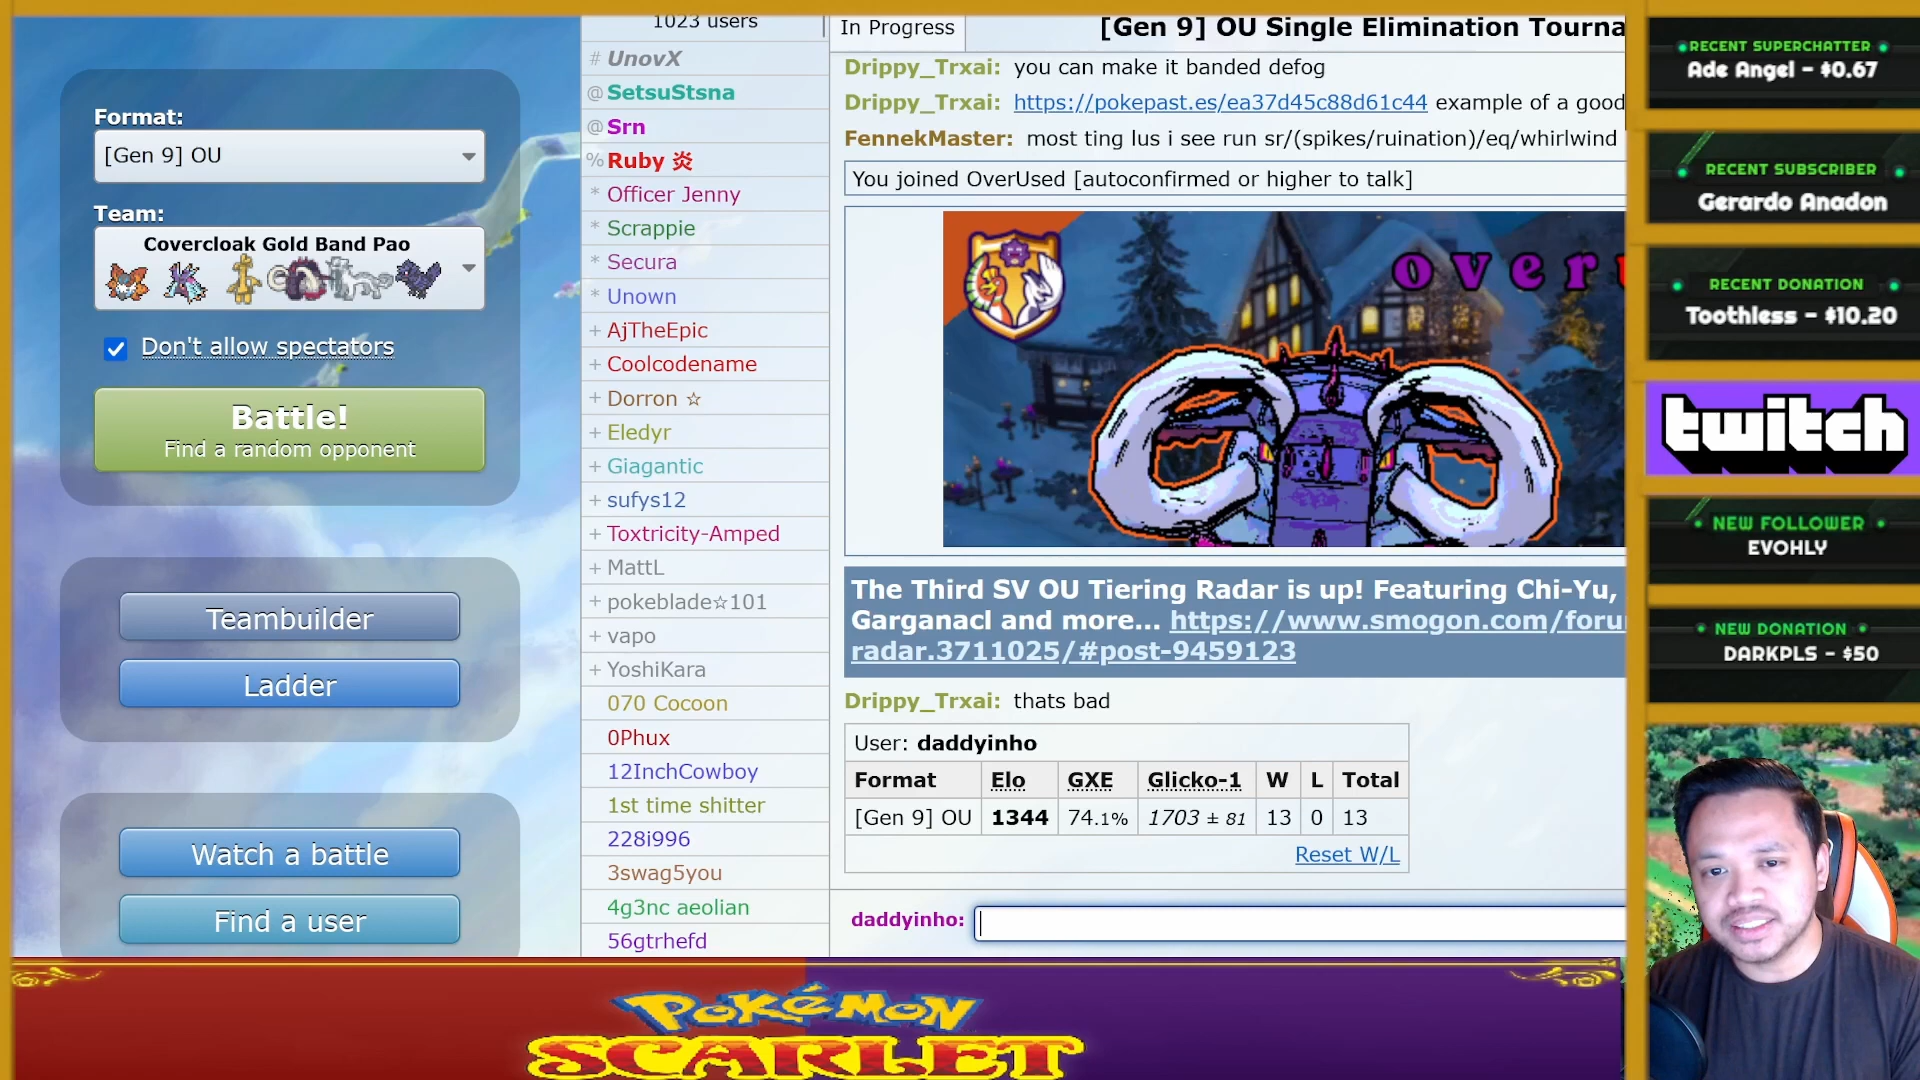 Format:
[Gen 9] OU
Team:
Covercloak Gold Band Pao
Don't allow spectators
Battle!
Find a random opponent
Teambuilder
Ladder
Watch a battle
Find a user
1023 users
# UnovX
@ SetsuStsna
@ Srn
% Ruby 炎
* Officer Jenny
* Scrappie
* Secura
* Unown
+ AjTheEpic
+ Coolcodename
+ Dorron ☆
+ Eledyr
+ Giagantic
+ sufys12
+ Toxtricity-Amped
+ MattL
+ pokeblade☆101
+ vapo
+ YoshiKara
070 Cocoon
0Phux
12InchCowboy
1st time shitter
228i996
3swag5you
4g3nc aeolian
56gtrhefd
In Progress
[Gen 9] OU Single Elimination Tourna
Drippy_Trxai: you can make it banded defog
Drippy_Trxai: https://pokepast.es/ea37d45c88d61c44 example of a good
FennekMaster: most ting lus i see run sr/(spikes/ruination)/eq/whirlwind
You joined OverUsed [autoconfirmed or higher to talk]
overu
The Third SV OU Tiering Radar is up! Featuring Chi-Yu,
Garganacl and more... https://www.smogon.com/foru
radar.3711025/#post-9459123
Drippy_Trxai: thats bad
User: daddyinho
Format Elo GXE Glicko-1 W L Total
[Gen 9] OU 1344 74.1% 1703 ± 81 13 0 13
Reset W/L
daddyinho:
RECENT SUPERCHATTER
Ade Angel - $0.67
RECENT SUBSCRIBER
Gerardo Anadon
RECENT DONATION
Toothless - $10.20
twitch
NEW FOLLOWER
EVOHLY
NEW DONATION
DARKPLS - $50
POKéMON
SCARLET